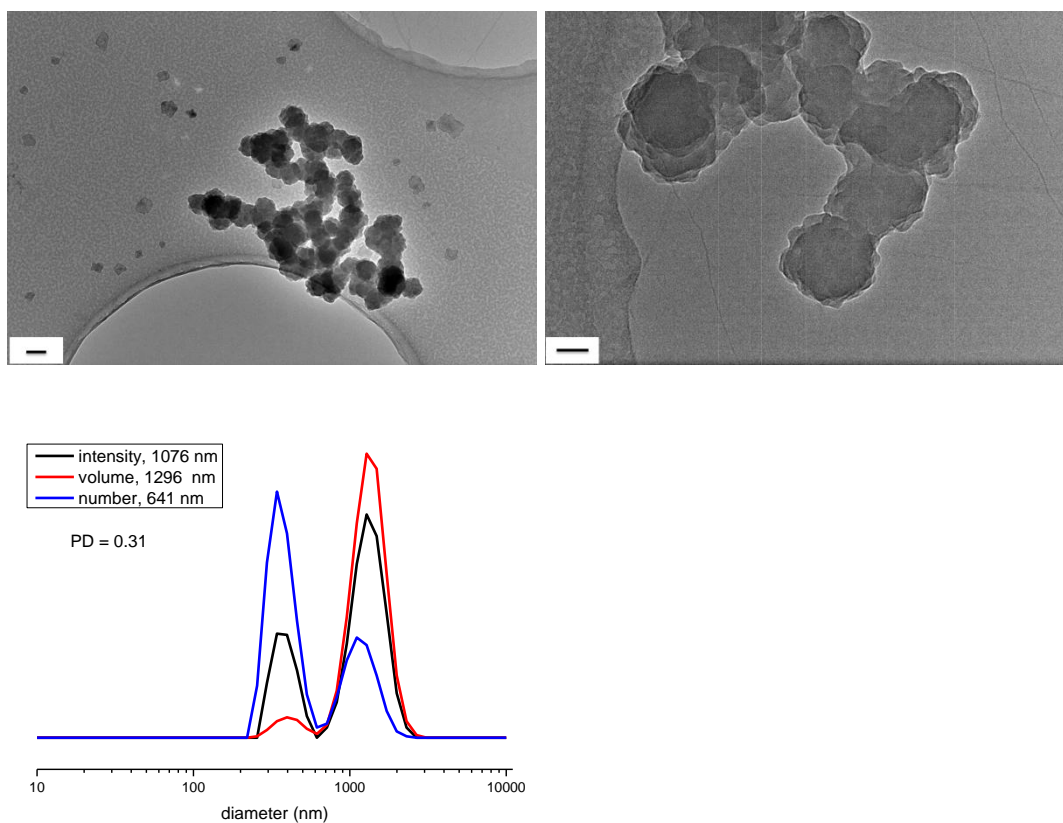 intensity, 1076 nm
volume, 1296  nm
number, 641 nm
PD = 0.31
10 100 1000 10000
diameter (nm)